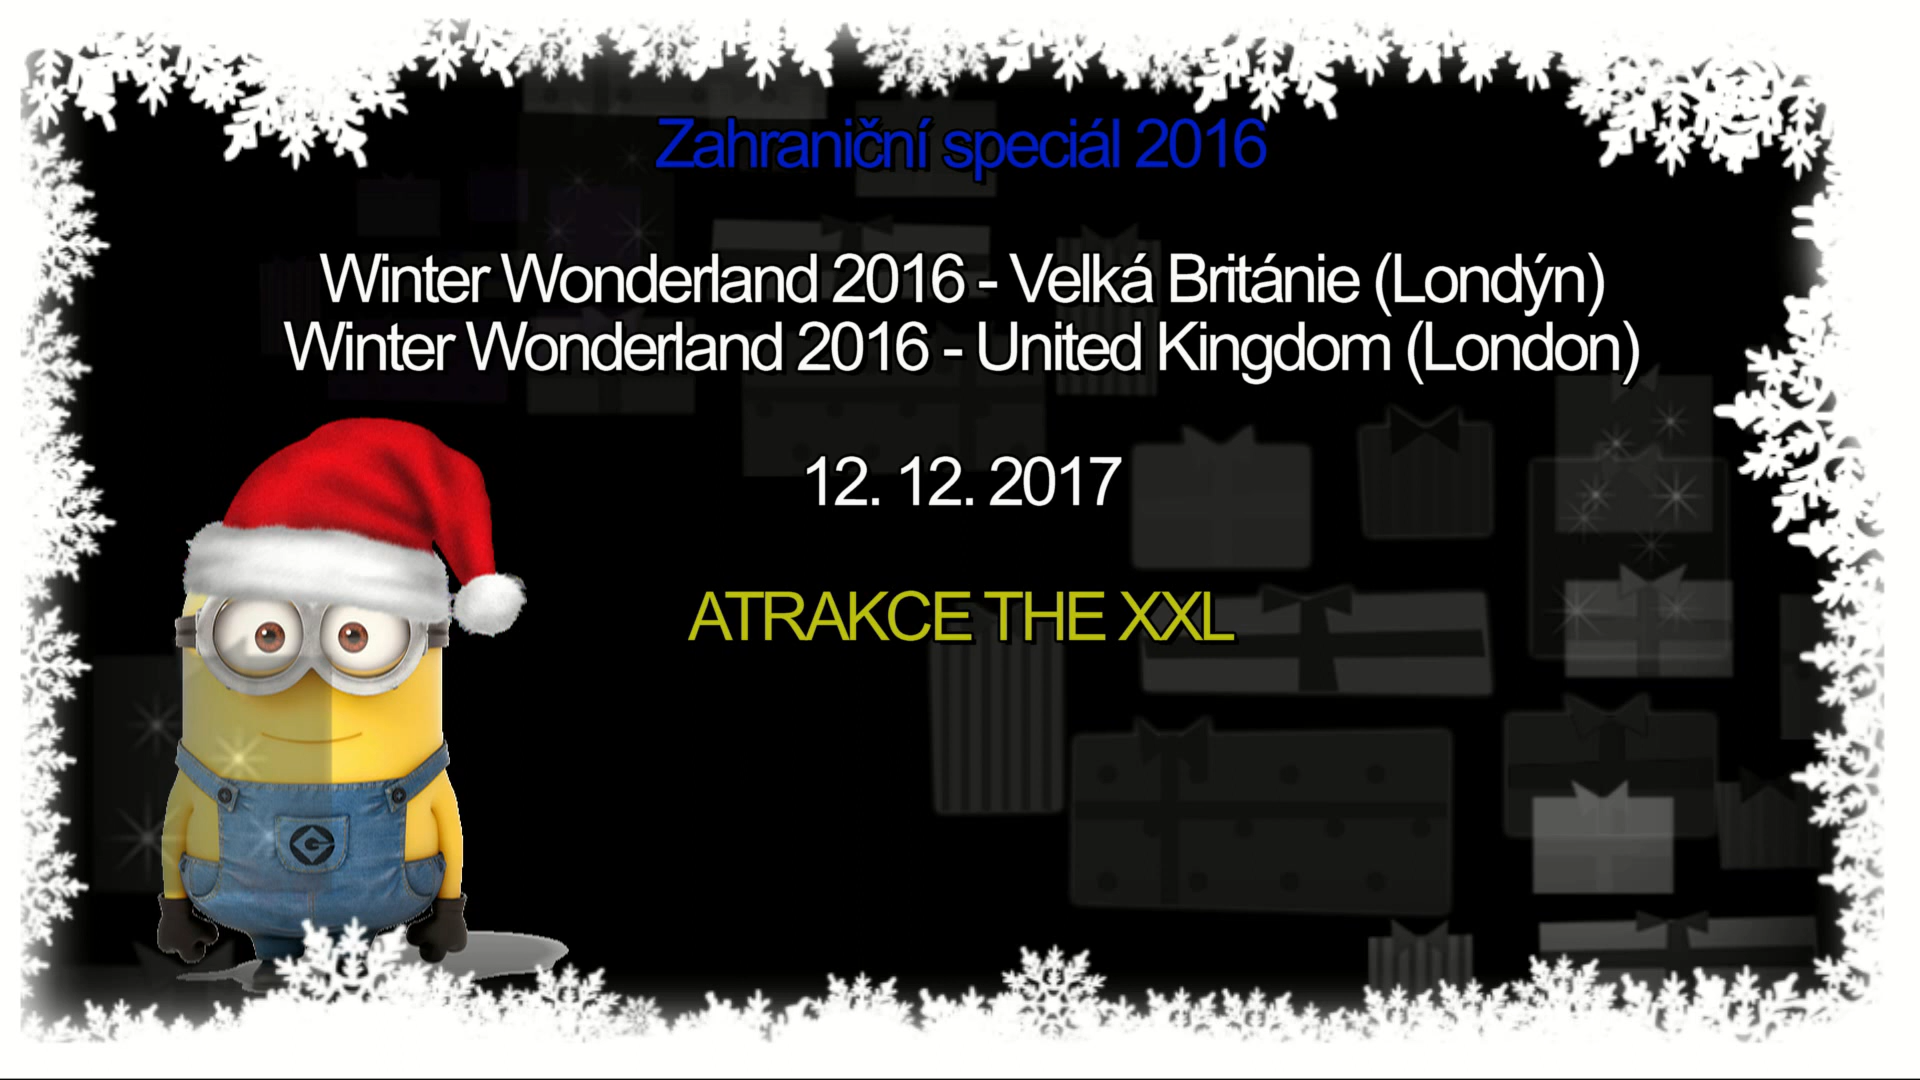 Zahraniční speciál 2016
Winter Wonderland 2016 - Velká Británie (Londýn)
Winter Wonderland 2016 - United Kingdom (London)
12. 12. 2017
ATRAKCE THE XXL